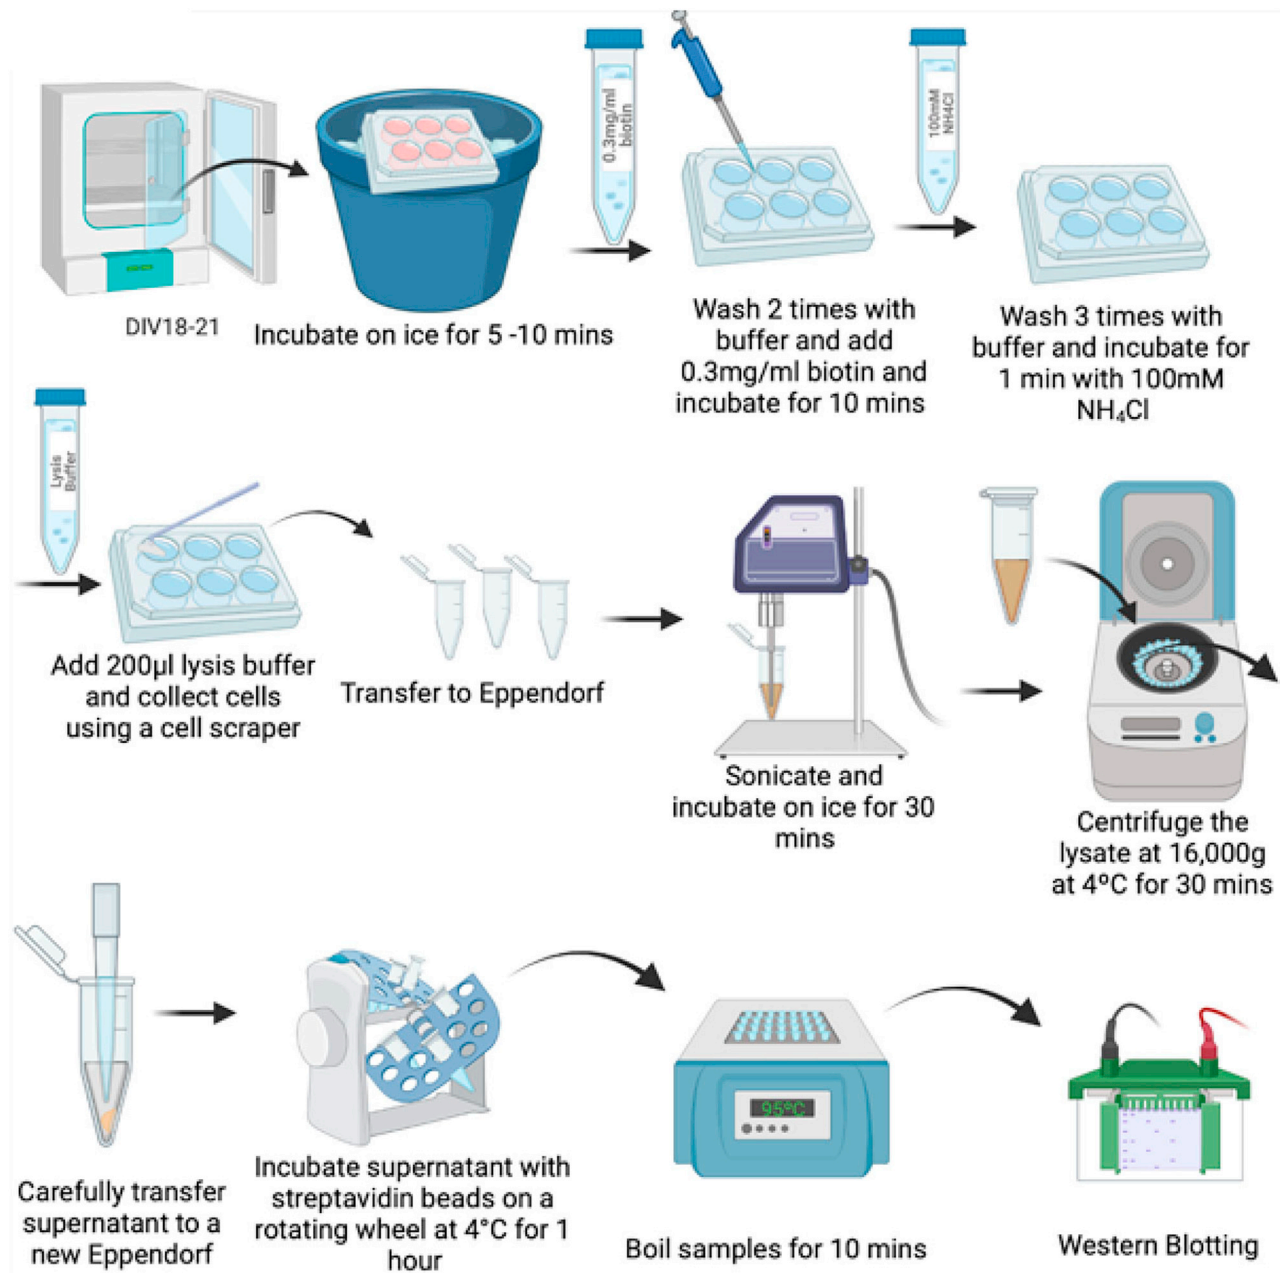 0.3mg/ml
biotin
100mM
NH4Cl
DIV18-21
Incubate on ice for 5 -10 mins
Wash 2 times with
buffer and add
0.3mg/ml biotin and
incubate for 10 mins
Wash 3 times with
buffer and incubate for
1 min with 100mM
NH₄Cl
Lysis
Buffer
Add 200µl lysis buffer
and collect cells
using a cell scraper
Transfer to Eppendorf
Sonicate and
incubate on ice for 30
mins
Centrifuge the
lysate at 16,000g
at 4ºC for 30 mins
Carefully transfer
supernatant to a
new Eppendorf
Incubate supernatant with
streptavidin beads on a
rotating wheel at 4°C for 1
hour
95ºC
Boil samples for 10 mins
Western Blotting